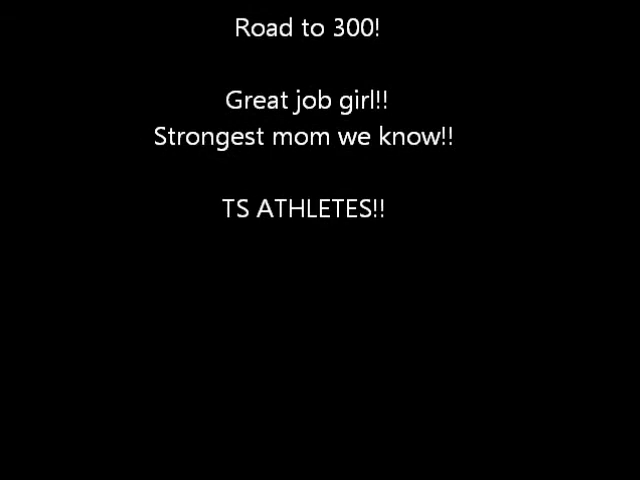 Road to 300!
Great job girl!!
Strongest mom we know!!
TS ATHLETES!!